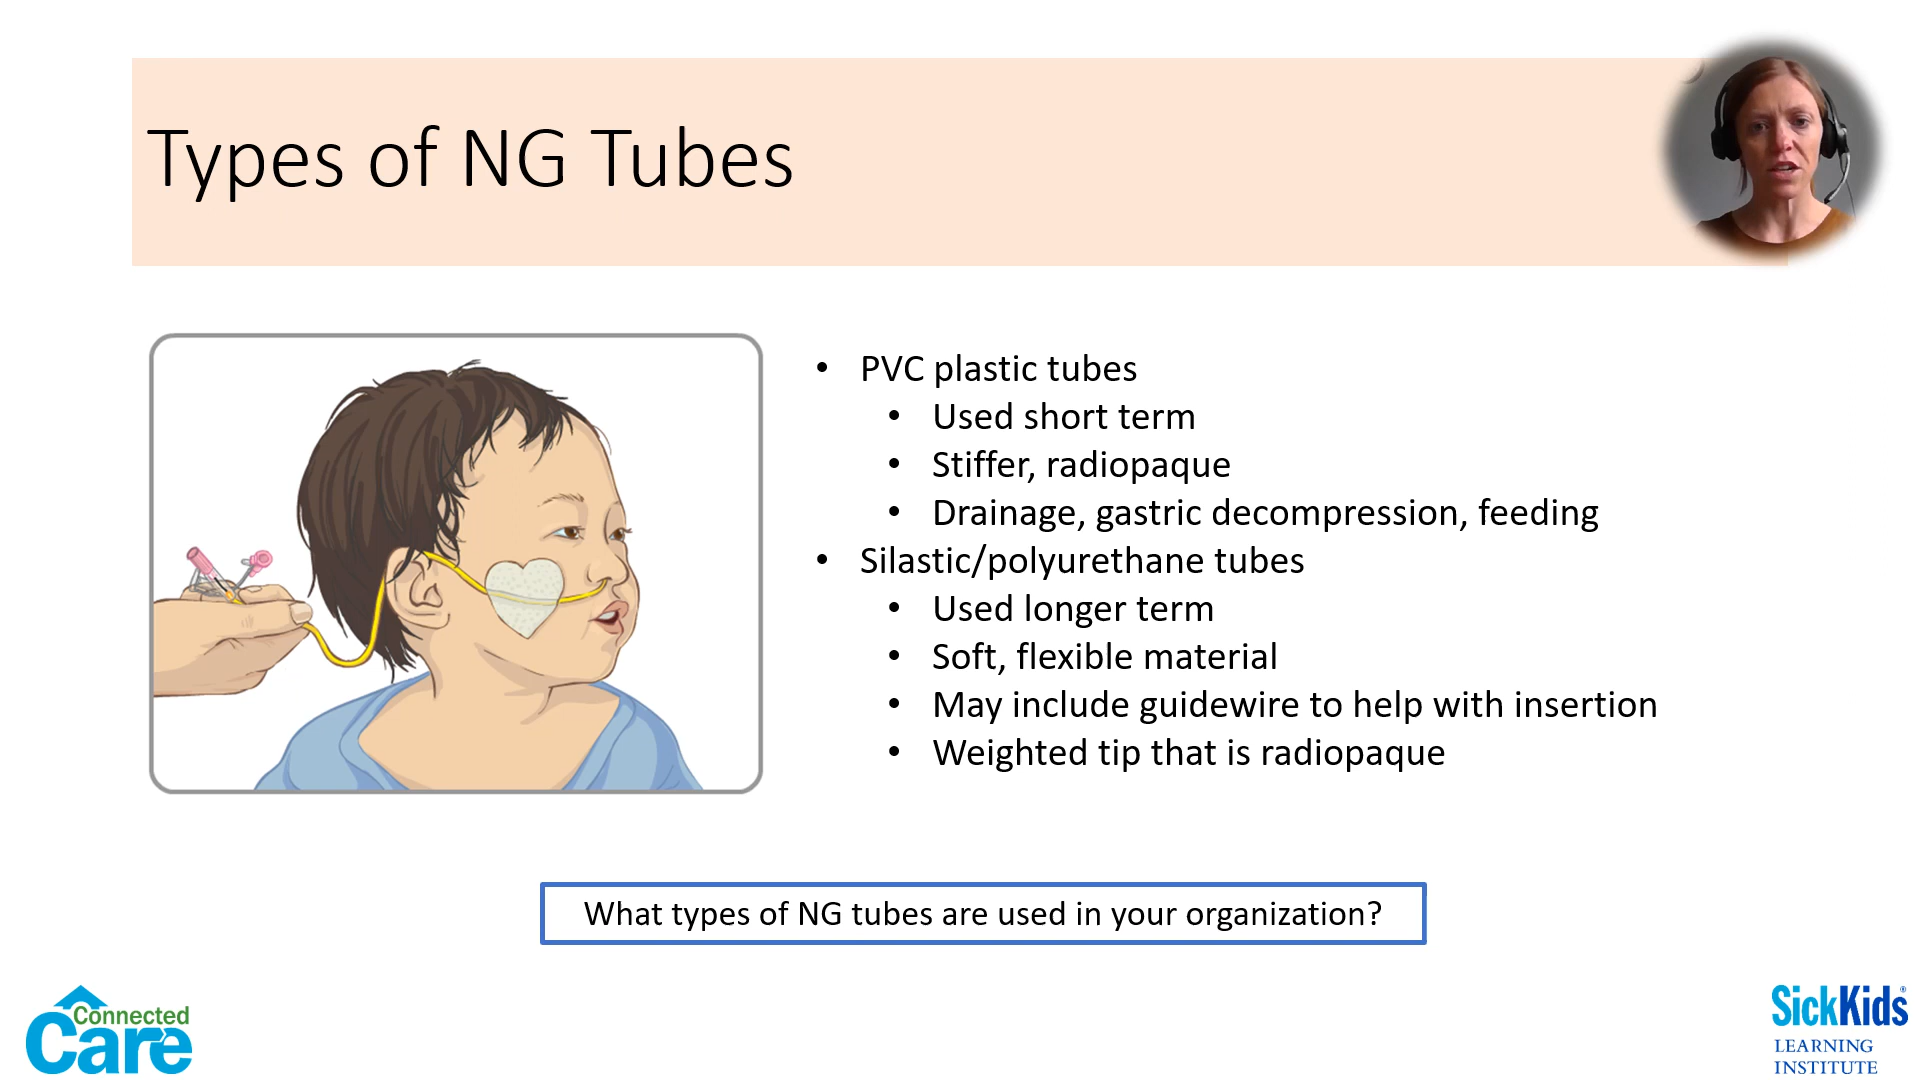 Types of NG Tubes
• PVC plastic tubes
• Used short term
• Stiffer, radiopaque
• Drainage, gastric decompression, feeding
• Silastic/polyurethane tubes
• Used longer term
• Soft, flexible material
• May include guidewire to help with insertion
• Weighted tip that is radiopaque
What types of NG tubes are used in your organization?
Connected
Care
SickKids®
LEARNING
INSTITUTE